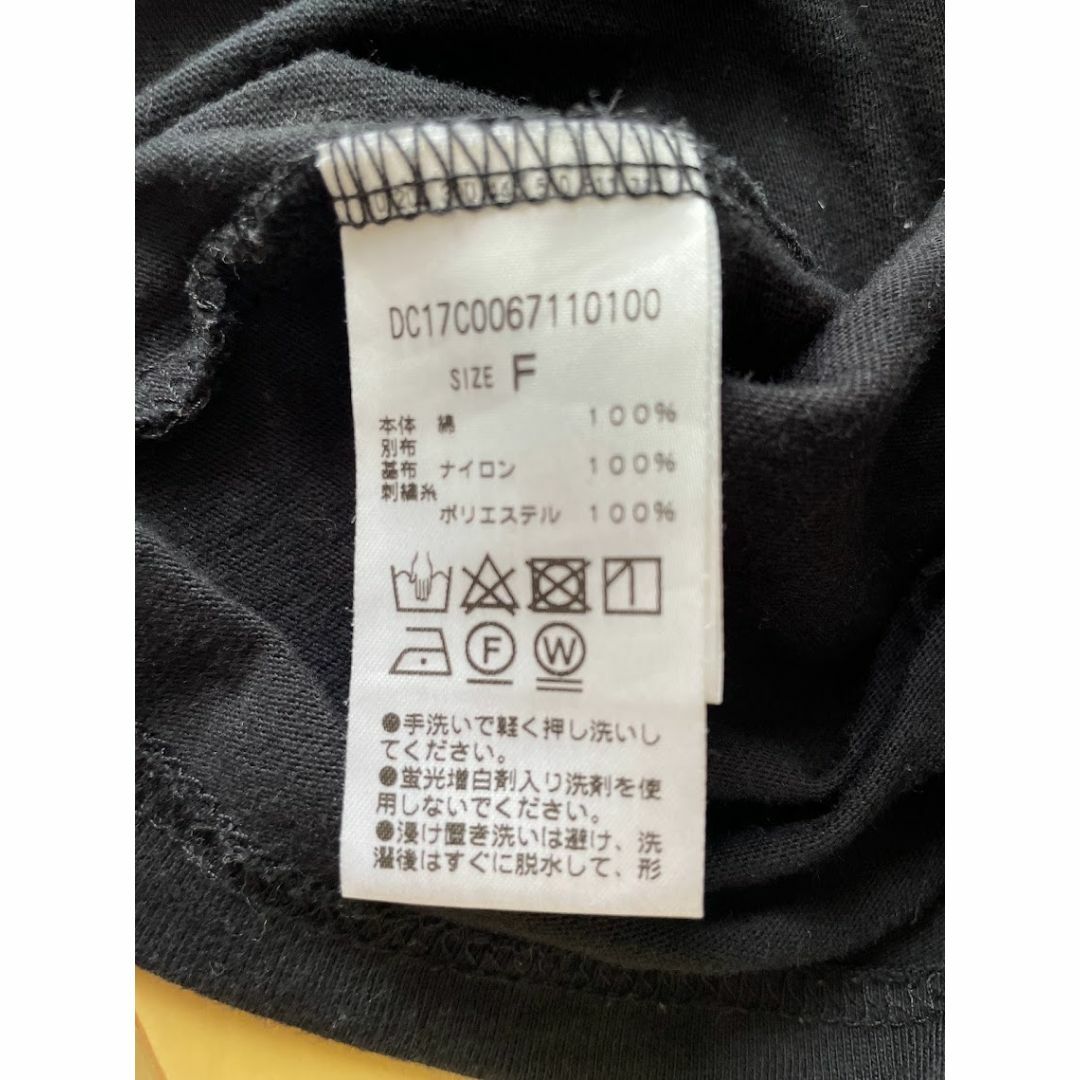 DC17C0067110100
SIZE F
本体 綿 100%
別布
基布 ナイロン 100%
刺繍糸
ポリエステル 100%
F W
●手洗いで軽く押し洗いし
てください。
●蛍光増白剤入り洗剤を使
用しないでください。
●浸け置き洗いは避け、洗
濯後はすぐに脱水して、形